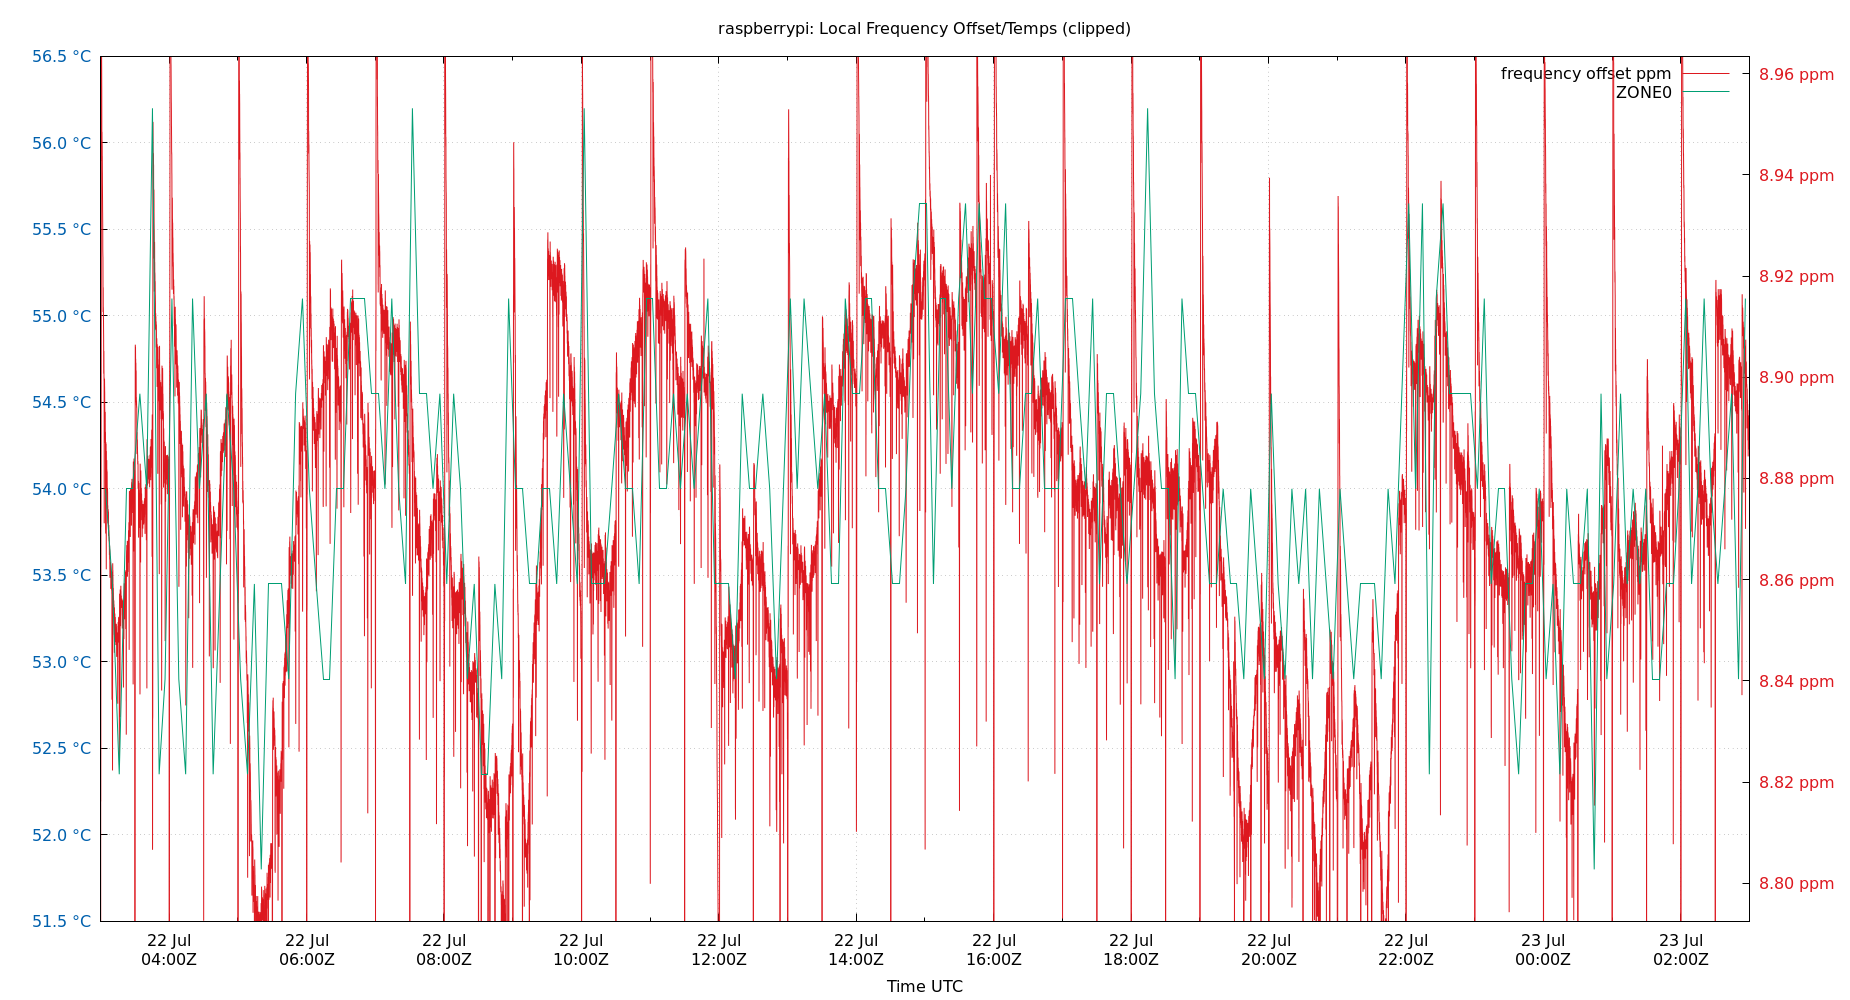 raspberrypi: Local Frequency Offset/Temps (clipped)
56.5 °C
56.0 °C
55.5 °C
55.0 °C
54.5 °C
54.0 °C
53.5 °C
53.0 °C
52.5 °C
52.0 °C
51.5 °C
frequency offset ppm
ZONE0
8.96 ppm
8.94 ppm
8.92 ppm
8.90 ppm
8.88 ppm
8.86 ppm
8.84 ppm
8.82 ppm
8.80 ppm
22 Jul 22 Jul 22 Jul 22 Jul 22 Jul 22 Jul 22 Jul 22 Jul 22 Jul 22 Jul 23 Jul 23 Jul
04:00Z 06:00Z 08:00Z 10:00Z 12:00Z 14:00Z 16:00Z 18:00Z 20:00Z 22:00Z 00:00Z 02:00Z
Time UTC